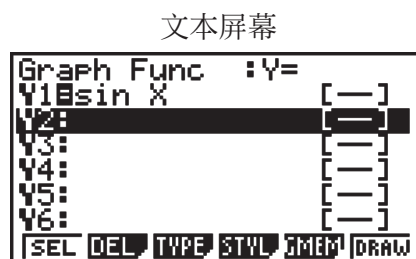 文本屏幕
Graph Func :Y=
Y1=sin X [—]
Y2: [—]
Y3: [—]
Y4: [—]
Y5: [—]
Y6: [—]
SEL DEL TYPE STYL GMEM DRAW